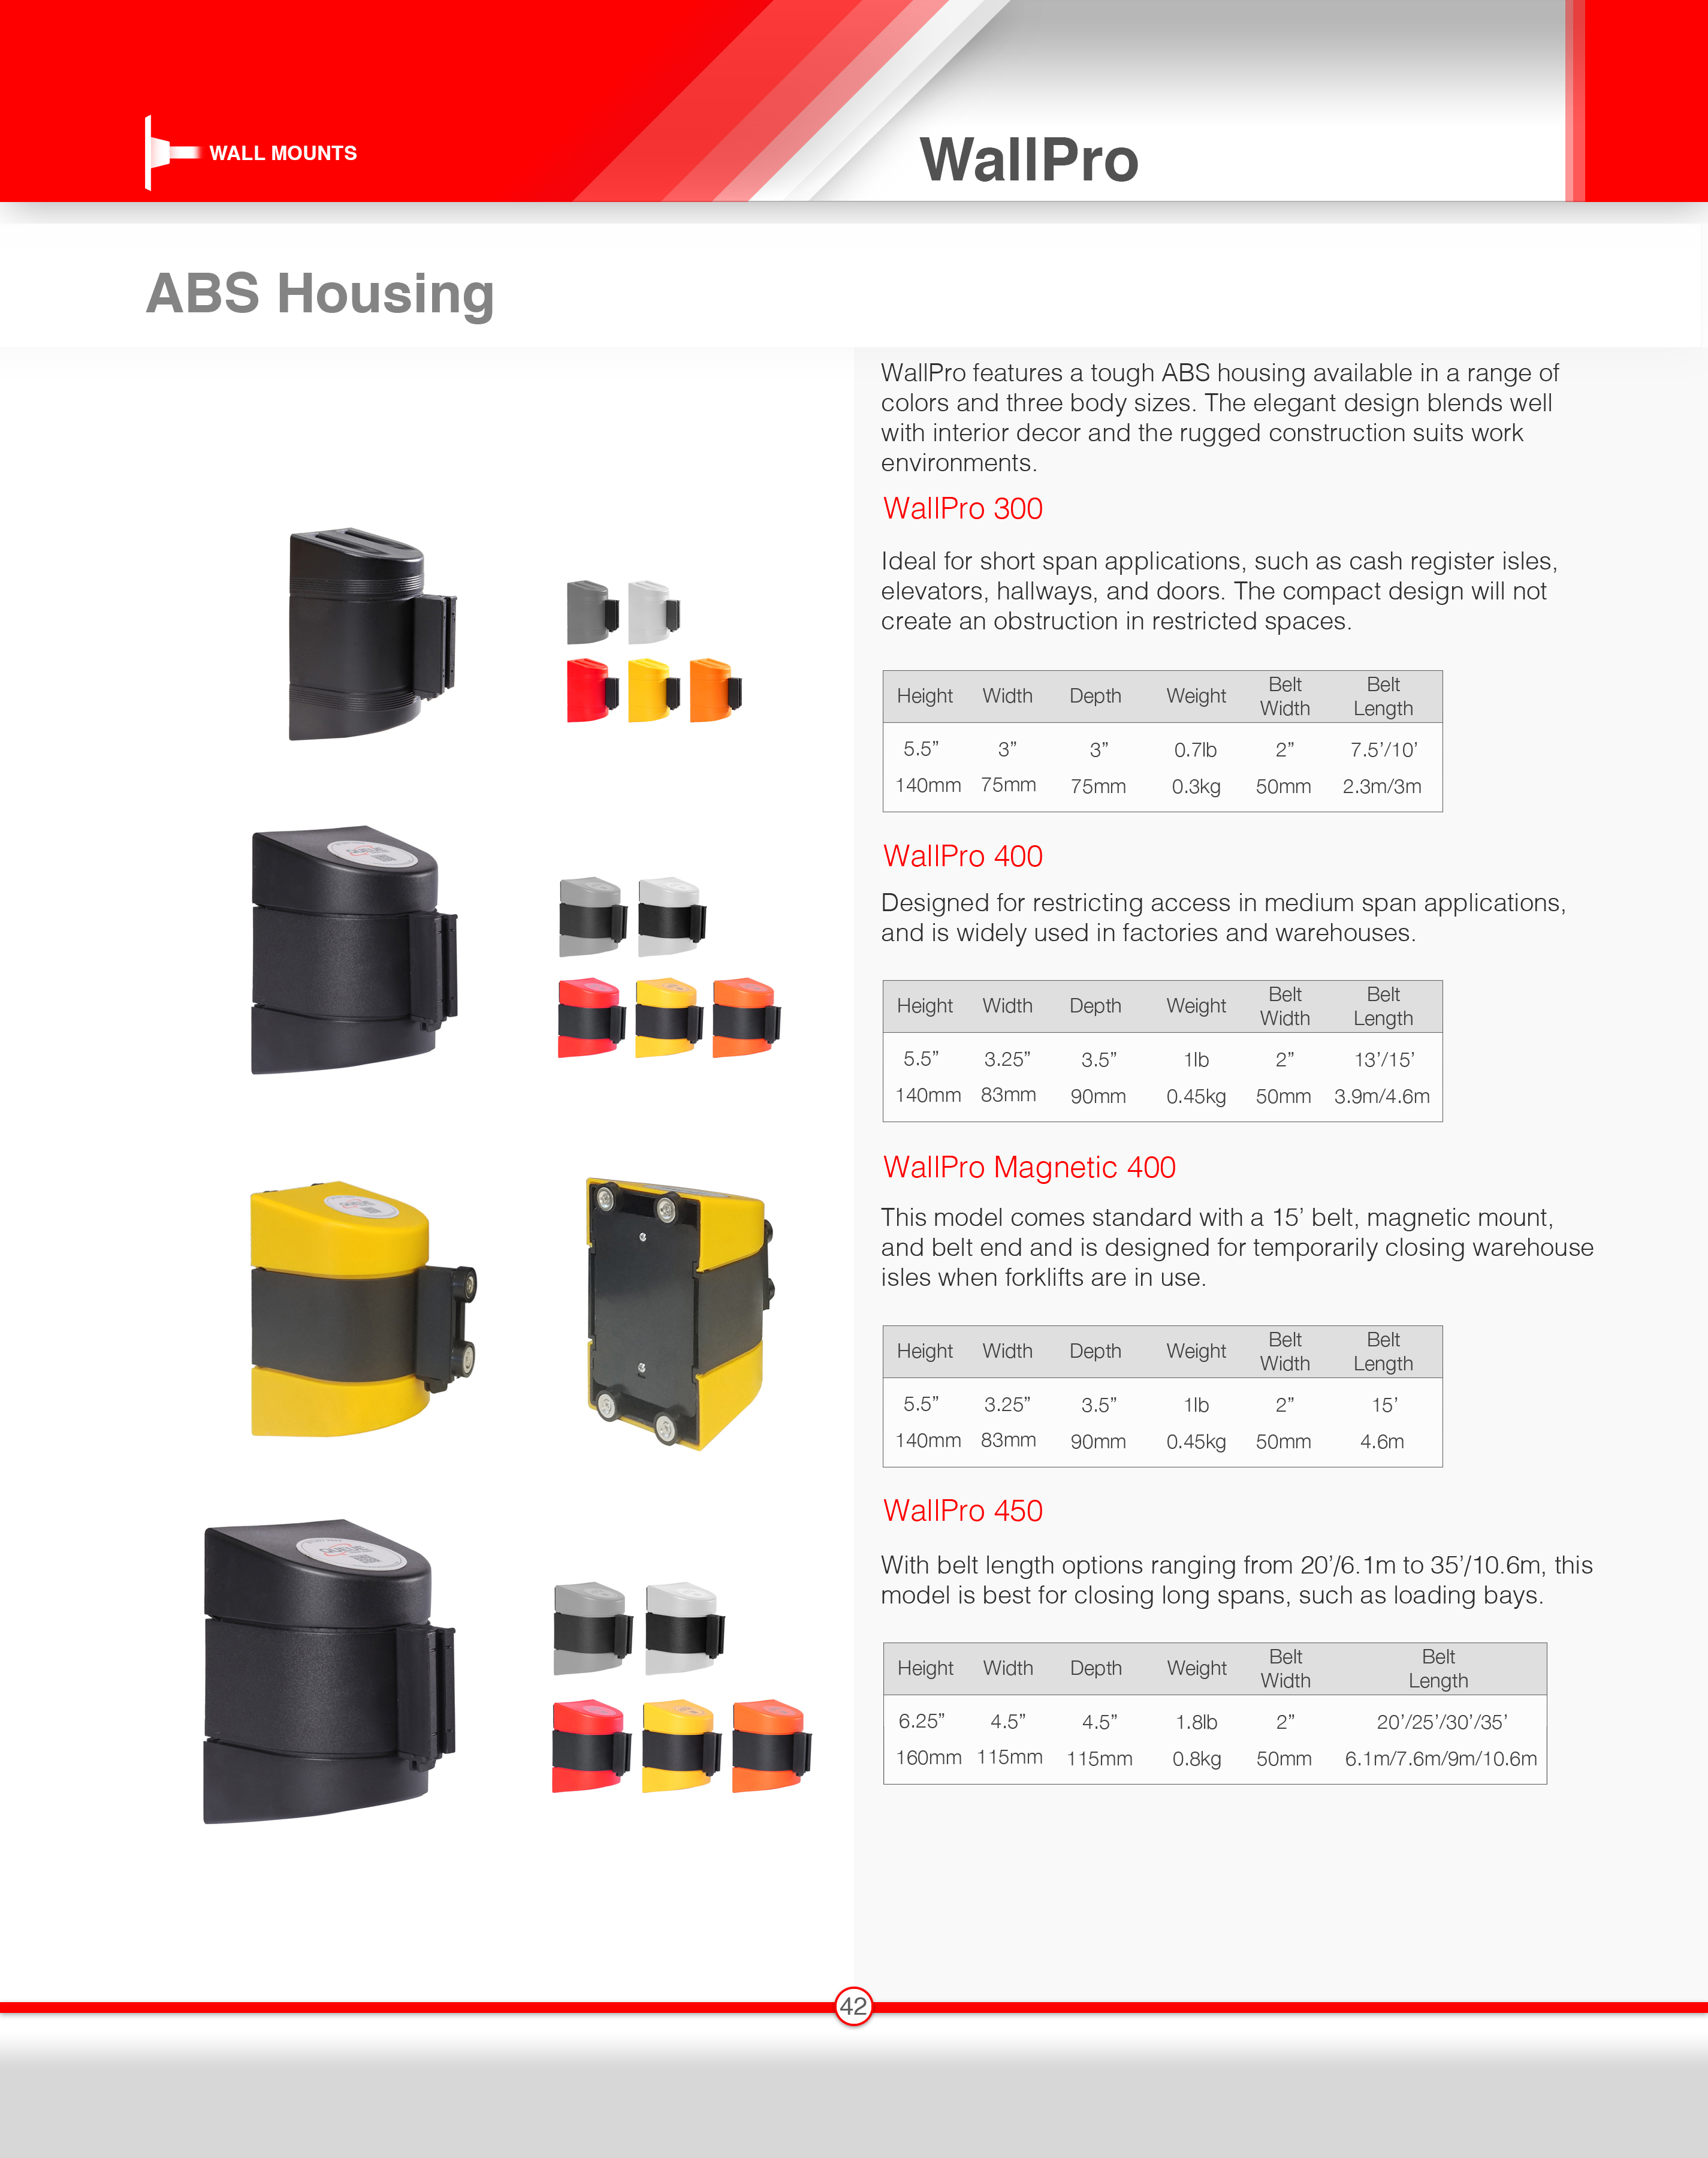 WALL MOUNTS
WallPro
ABS Housing
WallPro features a tough ABS housing available in a range of
colors and three body sizes. The elegant design blends well
with interior decor and the rugged construction suits work
environments.
WallPro 300
Ideal for short span applications, such as cash register isles,
elevators, hallways, and doors. The compact design will not
create an obstruction in restricted spaces.
Height Width Depth Weight Belt Width Belt Length
5.5” 3” 3” 0.7lb 2” 7.5’/10’
140mm 75mm 75mm 0.3kg 50mm 2.3m/3m
WallPro 400
Designed for restricting access in medium span applications,
and is widely used in factories and warehouses.
Height Width Depth Weight Belt Width Belt Length
5.5” 3.25” 3.5” 1lb 2” 13’/15’
140mm 83mm 90mm 0.45kg 50mm 3.9m/4.6m
WallPro Magnetic 400
This model comes standard with a 15’ belt, magnetic mount,
and belt end and is designed for temporarily closing warehouse
isles when forklifts are in use.
Height Width Depth Weight Belt Width Belt Length
5.5” 3.25” 3.5” 1lb 2” 15’
140mm 83mm 90mm 0.45kg 50mm 4.6m
WallPro 450
With belt length options ranging from 20’/6.1m to 35’/10.6m, this
model is best for closing long spans, such as loading bays.
Height Width Depth Weight Belt Width Belt Length
6.25” 4.5” 4.5” 1.8lb 2” 20’/25’/30’/35’
160mm 115mm 115mm 0.8kg 50mm 6.1m/7.6m/9m/10.6m
42